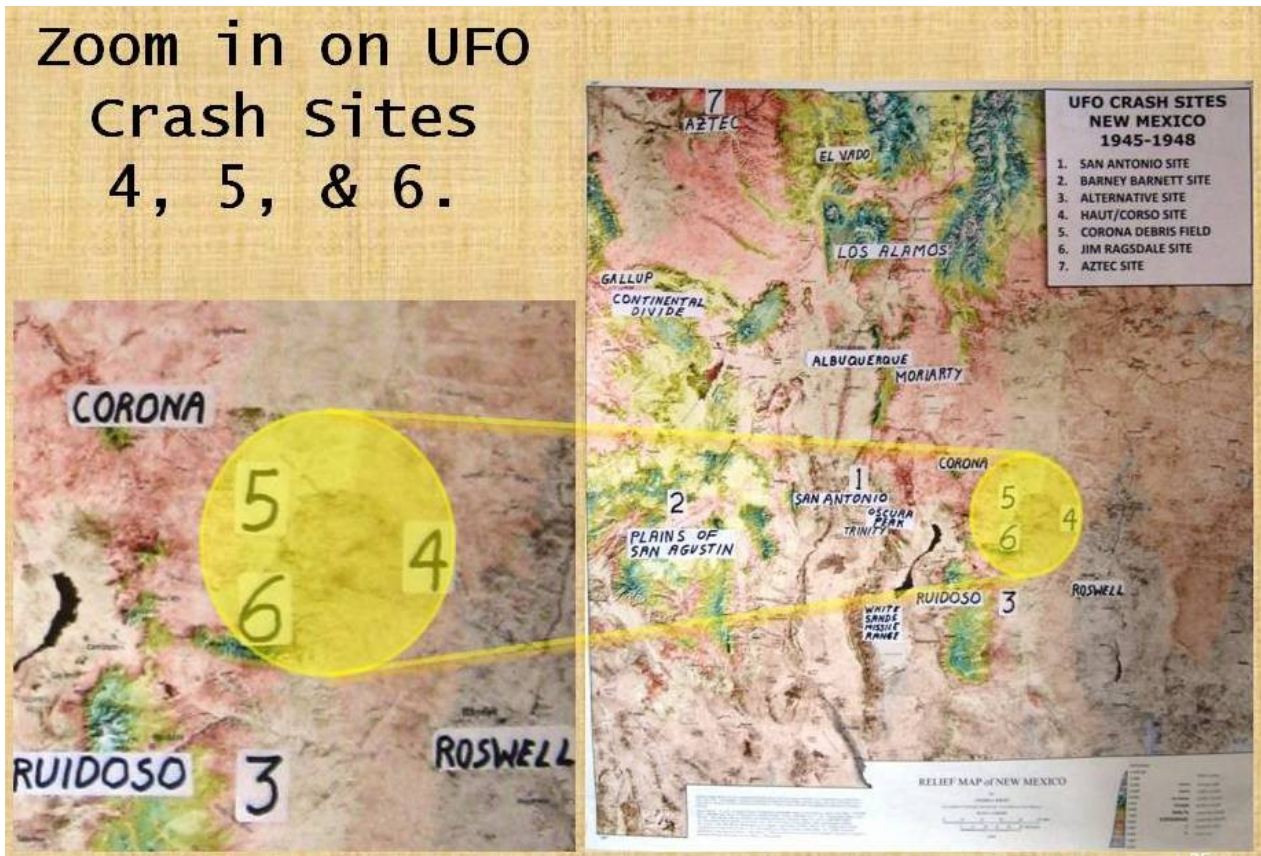 Zoom in on UFO
Crash Sites
4, 5, & 6.
CORONA
5
4
6
RUIDOSO
3
ROSWELL
7
AZTEC
EL VADO
LOS ALAMOS
GALLUP
CONTINENTAL
DIVIDE
ALBUQUERQUE
MORIARTY
CORONA
1
SAN ANTONIO
2
OSCURA
PEAK
TRINITY
PLAINS OF
SAN AGUSTIN
5
4
6
RUIDOSO
3
ROSWELL
WHITE
SANDS
MISSILE
RANGE
UFO CRASH SITES
NEW MEXICO
1945-1948
1. SAN ANTONIO SITE
2. BARNEY BARNETT SITE
3. ALTERNATIVE SITE
4. HAUT/CORSO SITE
5. CORONA DEBRIS FIELD
6. JIM RAGSDALE SITE
7. AZTEC SITE
RELIEF MAP of NEW MEXICO